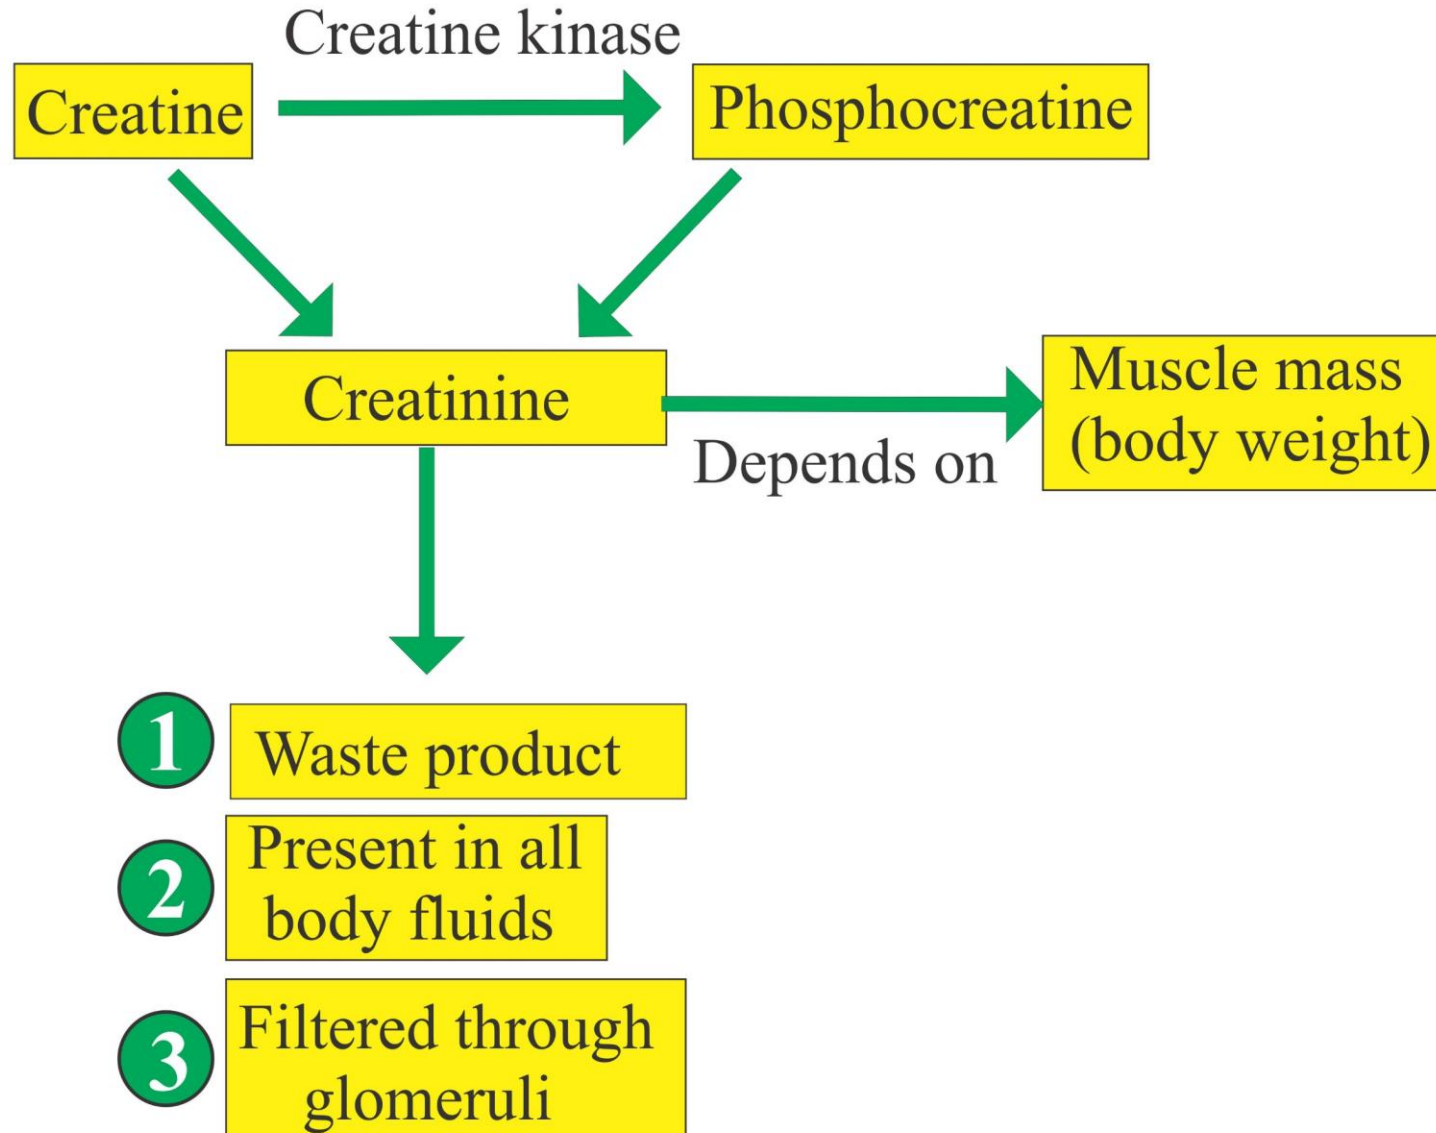 Creatine kinase
Creatine
Phosphocreatine
Creatinine
Depends on
Muscle mass
(body weight)
1
Waste product
2
Present in all
body fluids
3
Filtered through
glomeruli